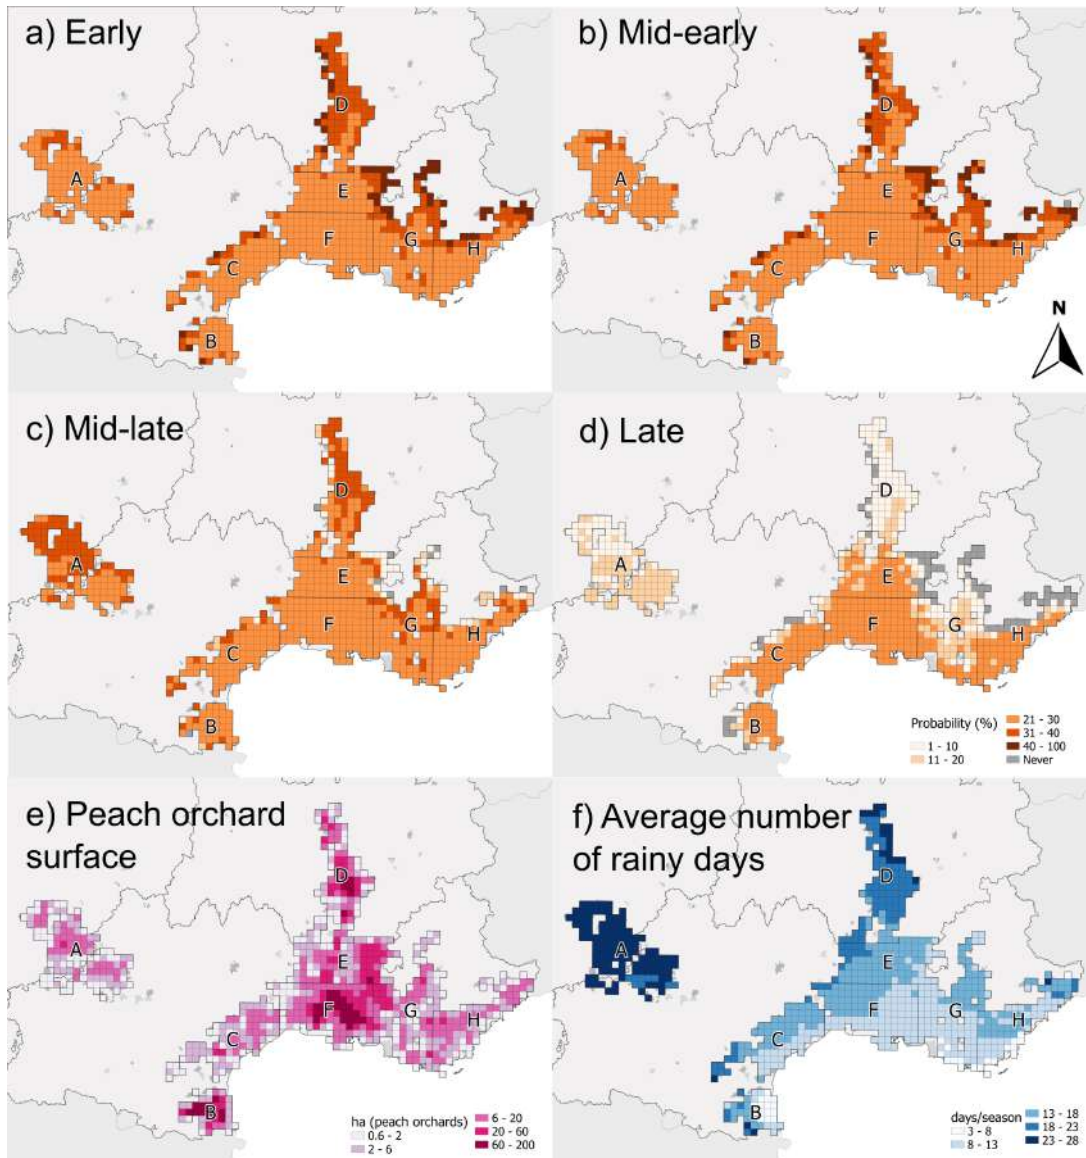 a) Early
D
A
E
F
G
H
C
B
b) Mid-early
D
A
E
F
G
H
C
B
N
c) Mid-late
D
A
E
F
G
H
C
B
d) Late
D
A
E
F
G
H
C
B
Probability (%)
1 - 10
11 - 20
21 - 30
31 - 40
40 - 100
Never
e) Peach orchard
surface
D
A
E
F
G
H
C
B
ha (peach orchards)
0.6 - 2
2 - 6
6 - 20
20 - 60
60 - 200
f) Average number
of rainy days
D
A
E
F
G
H
C
B
days/season
3 - 8
8 - 13
13 - 18
18 - 23
23 - 28